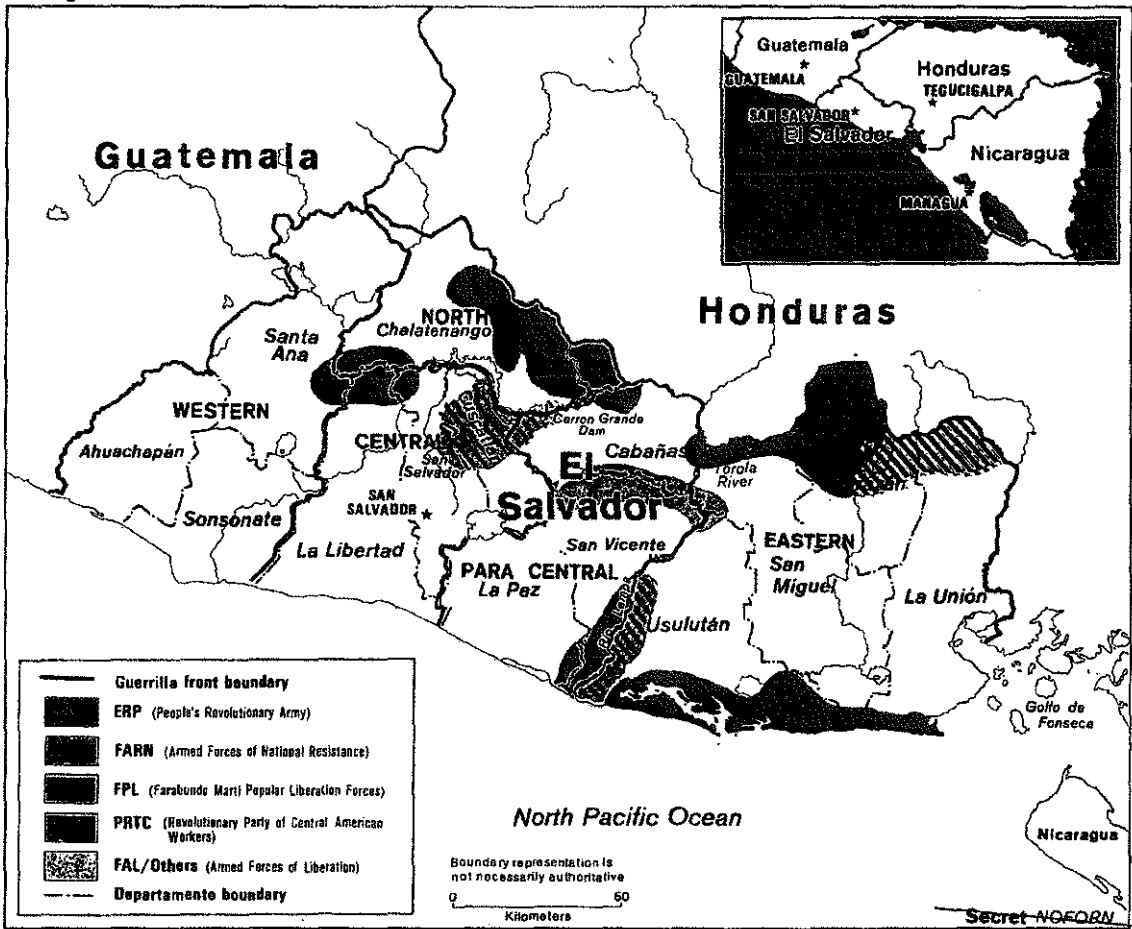 Guatemala
GUATEMALA
Honduras
TEGUCIGALPA
SAN SALVADOR
El Salvador
Nicaragua
MANAGUA
Guatemala
Honduras
NORTH
Chalatenango
Santa
Ana
WESTERN
Ahuachapán
Sonsonate
CENTRAL
San
Salvador
SAN
SALVADOR
La Libertad
Cerron Grande
Dam
Cabañas
El
Salvador
Torola
River
San Vicente
PARA CENTRAL
La Paz
EASTERN
San
Miguel
Usulután
La Unión
Golfo de
Fonseca
North Pacific Ocean
Nicaragua
Guerrilla front boundary
ERP (People's Revolutionary Army)
FARN (Armed Forces of National Resistance)
FPL (Farabundo Marti Popular Liberation Forces)
PRTC (Revolutionary Party of Central American
Workers)
FAL/Others (Armed Forces of Liberation)
Departamento boundary
Boundary representation is
not necessarily authoritative
0 60
Kilometers
Secret NOFORN